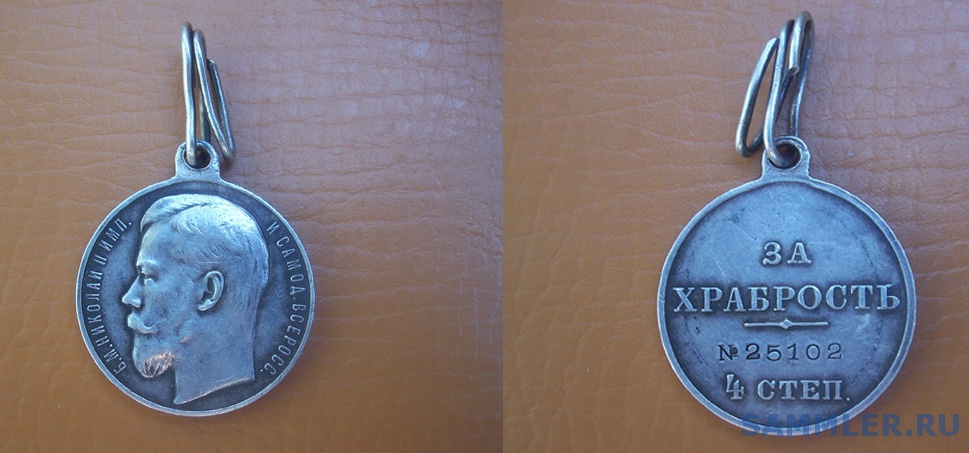 Б.М.НИКОЛАЙ II ИМП.
И САМОД. ВСЕРОСС.
ЗА
ХРАБРОСТЬ
№ 25102
4 СТЕП.
SAMMLER.RU